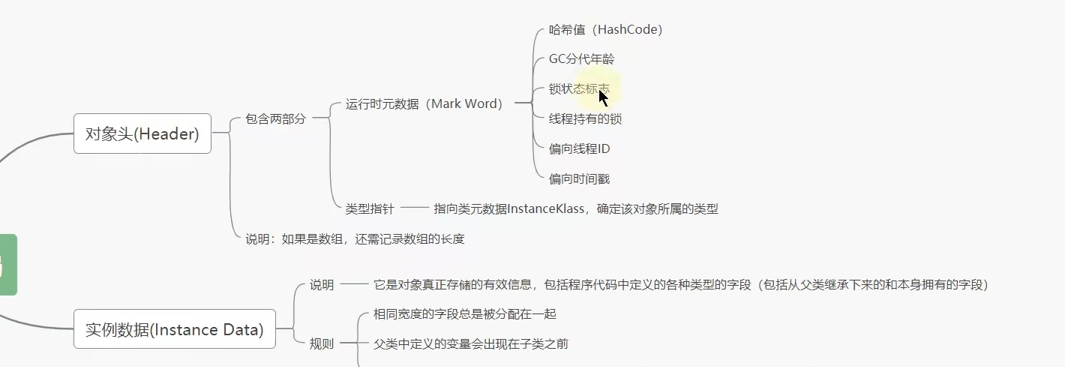 哈希值（HashCode）
GC分代年龄
锁状态标志
运行时元数据（Mark Word）
线程持有的锁
包含两部分
对象头(Header)
偏向线程ID
偏向时间戳
类型指针
指向类元数据InstanceKlass，确定该对象所属的类型
说明：如果是数组，还需记录数组的长度
说明
它是对象真正存储的有效信息，包括程序代码中定义的各种类型的字段（包括从父类继承下来的和本身拥有的字段）
实例数据(Instance Data)
相同宽度的字段总是被分配在一起
规则
父类中定义的变量会出现在子类之前